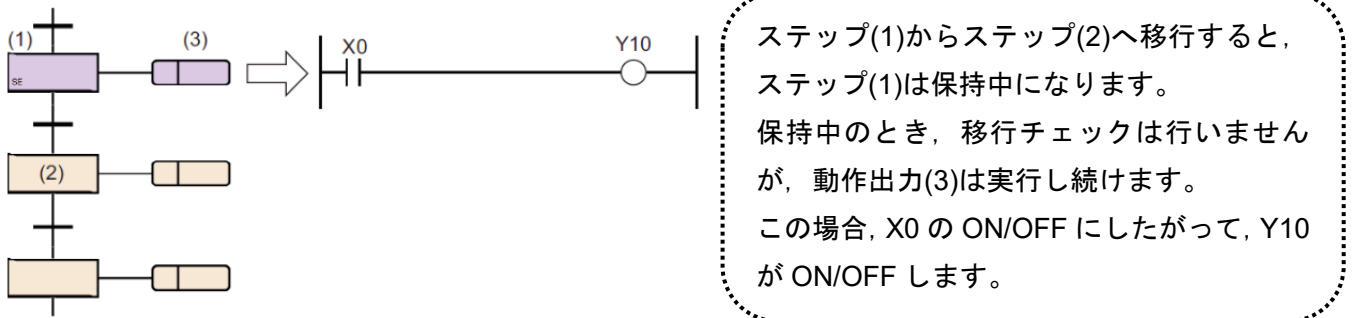 (1)
(3)
SE
(2)
X0
Y10
ステップ(1)からステップ(2)へ移行すると,
ステップ(1)は保持中になります。
保持中のとき, 移行チェックは行いません
が, 動作出力(3)は実行し続けます。
この場合, X0 の ON/OFF にしたがって, Y10
が ON/OFF します。